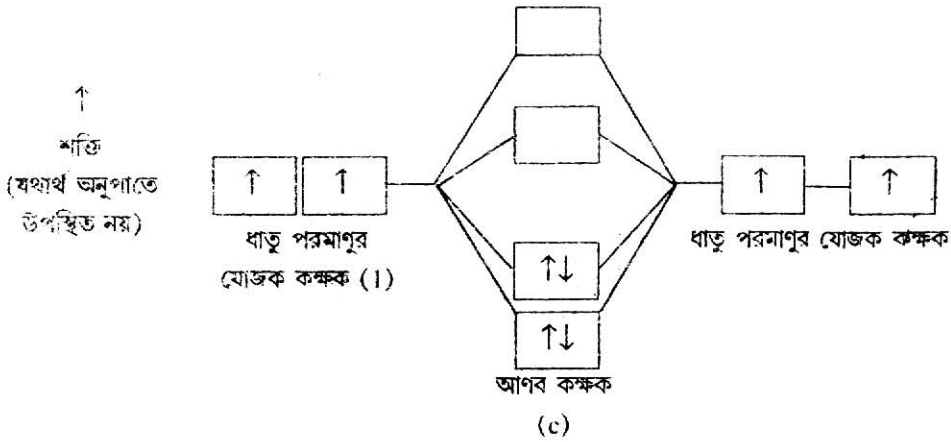 ↑
শক্তি
(যথার্থ অনুপাতে
উপস্থিত নয়)
↑ ↑
ধাতু পরমাণুর
যোজক কক্ষক (1)
↑↓
↑↓
আণব কক্ষক
↑ ↑
ধাতু পরমাণুর যোজক কক্ষক
(c)